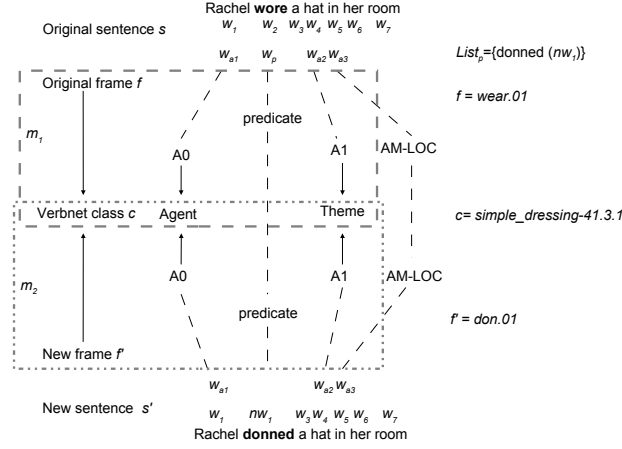 Rachel wore a hat in her room
Original sentence s
w1 w2 w3 w4 w5 w6 w7
wa1 wp wa2 wa3
Listp={donned (nw1)}
Original frame f
f = wear.01
predicate
m1
A0 A1 AM-LOC
Verbnet class c Agent Theme
c= simple_dressing-41.3.1
A0 A1 AM-LOC
m2
predicate
f' = don.01
New frame f'
wa1 wa2 wa3
New sentence s'
w1 nw1 w3 w4 w5 w6 w7
Rachel donned a hat in her room